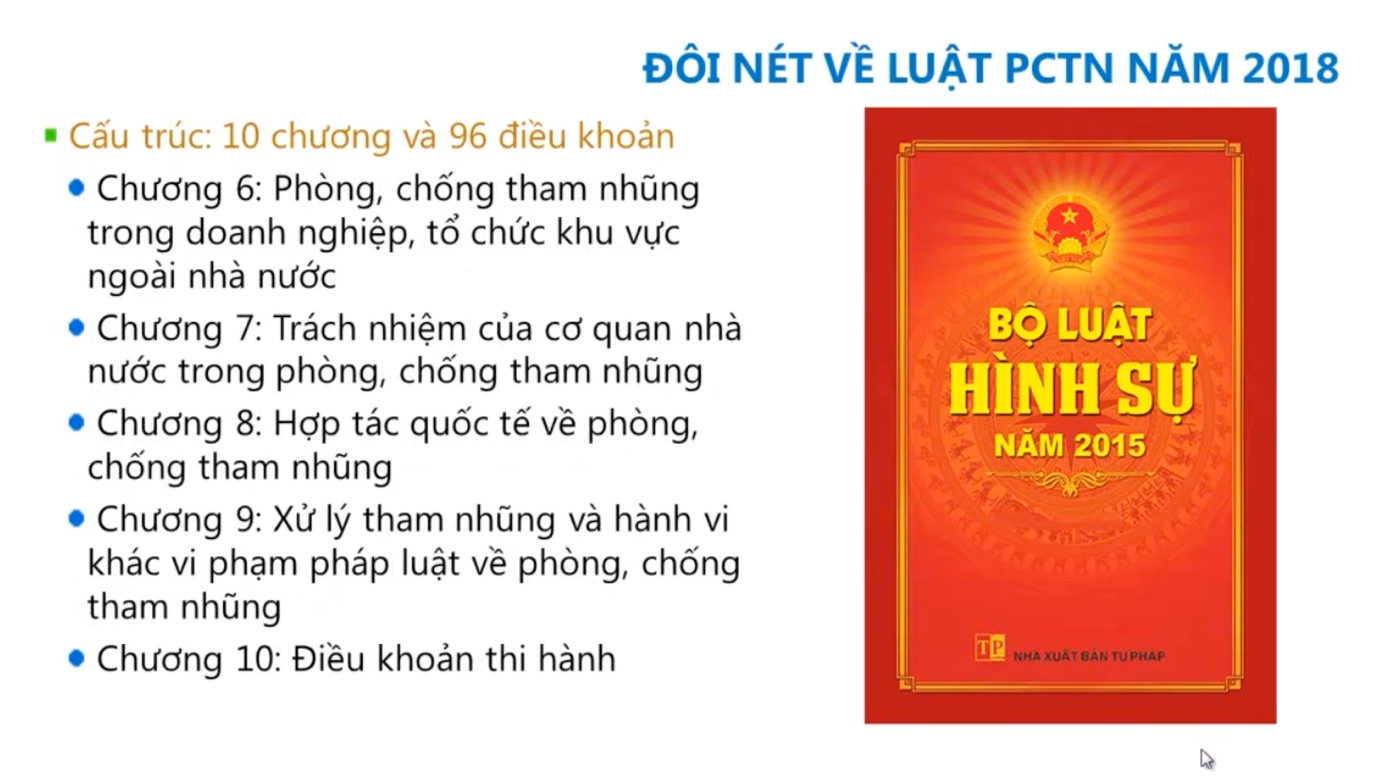 ĐÔI NÉT VỀ LUẬT PCTN NĂM 2018
Cấu trúc: 10 chương và 96 điều khoản
Chương 6: Phòng, chống tham nhũng
trong doanh nghiệp, tổ chức khu vực
ngoài nhà nước
Chương 7: Trách nhiệm của cơ quan nhà
nước trong phòng, chống tham nhũng
Chương 8: Hợp tác quốc tế về phòng,
chống tham nhũng
Chương 9: Xử lý tham nhũng và hành vi
khác vi phạm pháp luật về phòng, chống
tham nhũng
Chương 10: Điều khoản thi hành
BỘ LUẬT
HÌNH SỰ
NĂM 2015
TP NHÀ XUẤT BẢN TƯ PHÁP